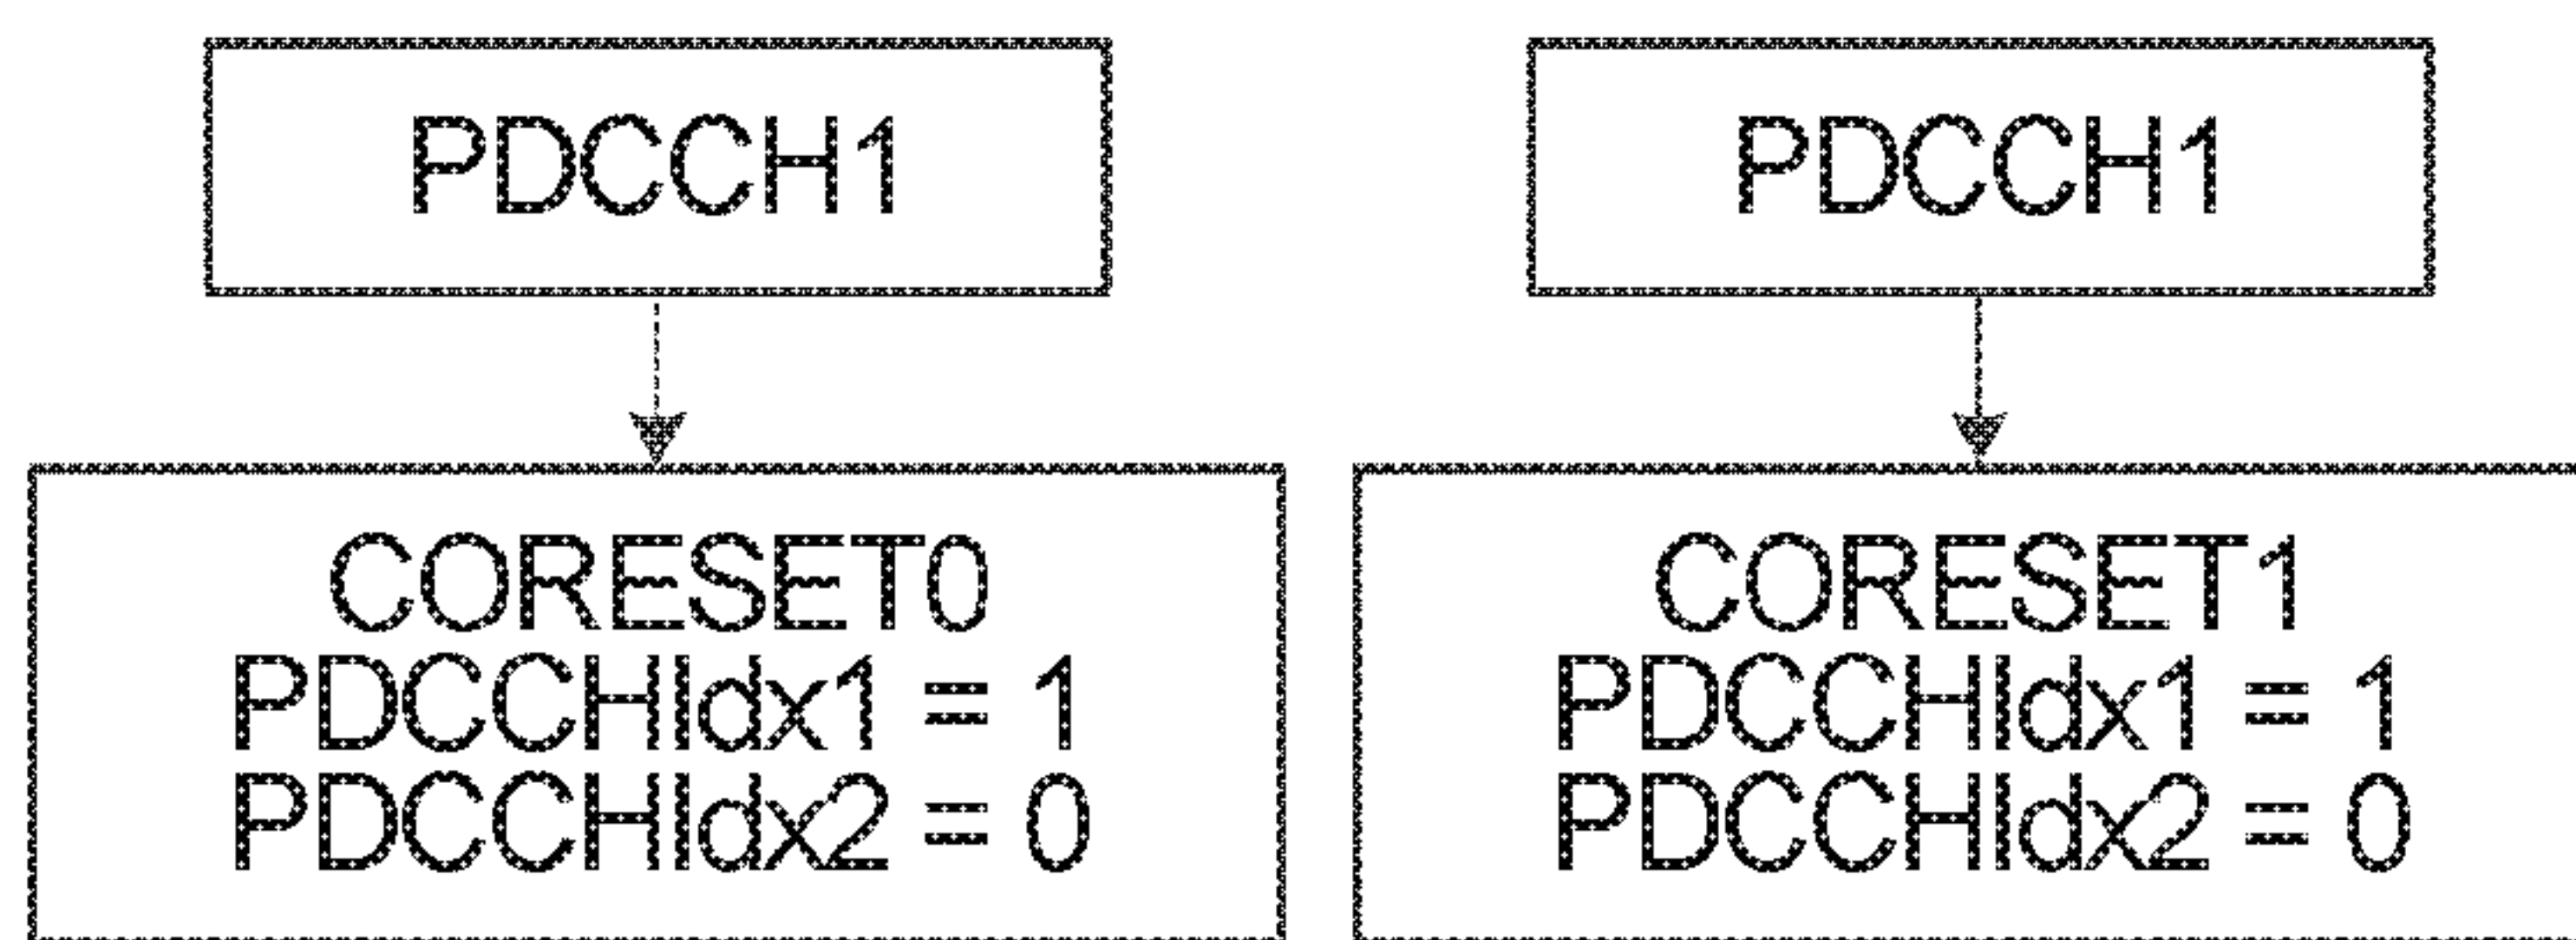 PDCCH1
PDCCH1
CORESET0
PDCCHIdx1 = 1
PDCCHIdx2 = 0
CORESET1
PDCCHIdx1 = 1
PDCCHIdx2 = 0